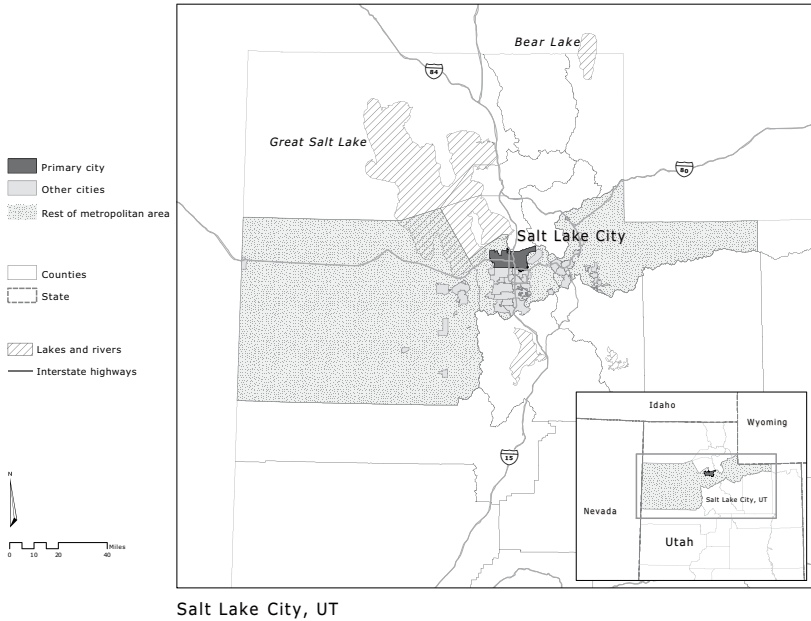 Bear Lake
84
Great Salt Lake
80
Primary city
Other cities
Rest of metropolitan area
Salt Lake City
Counties
State
Lakes and rivers
Interstate highways
Idaho
Wyoming
15
N
Salt Lake City, UT
Nevada
Utah
Miles
0 10 20 40
Salt Lake City, UT